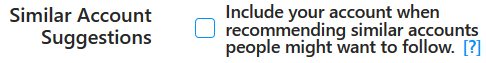 Similar Account
Suggestions
Include your account when
recommending similar accounts
people might want to follow. [?]